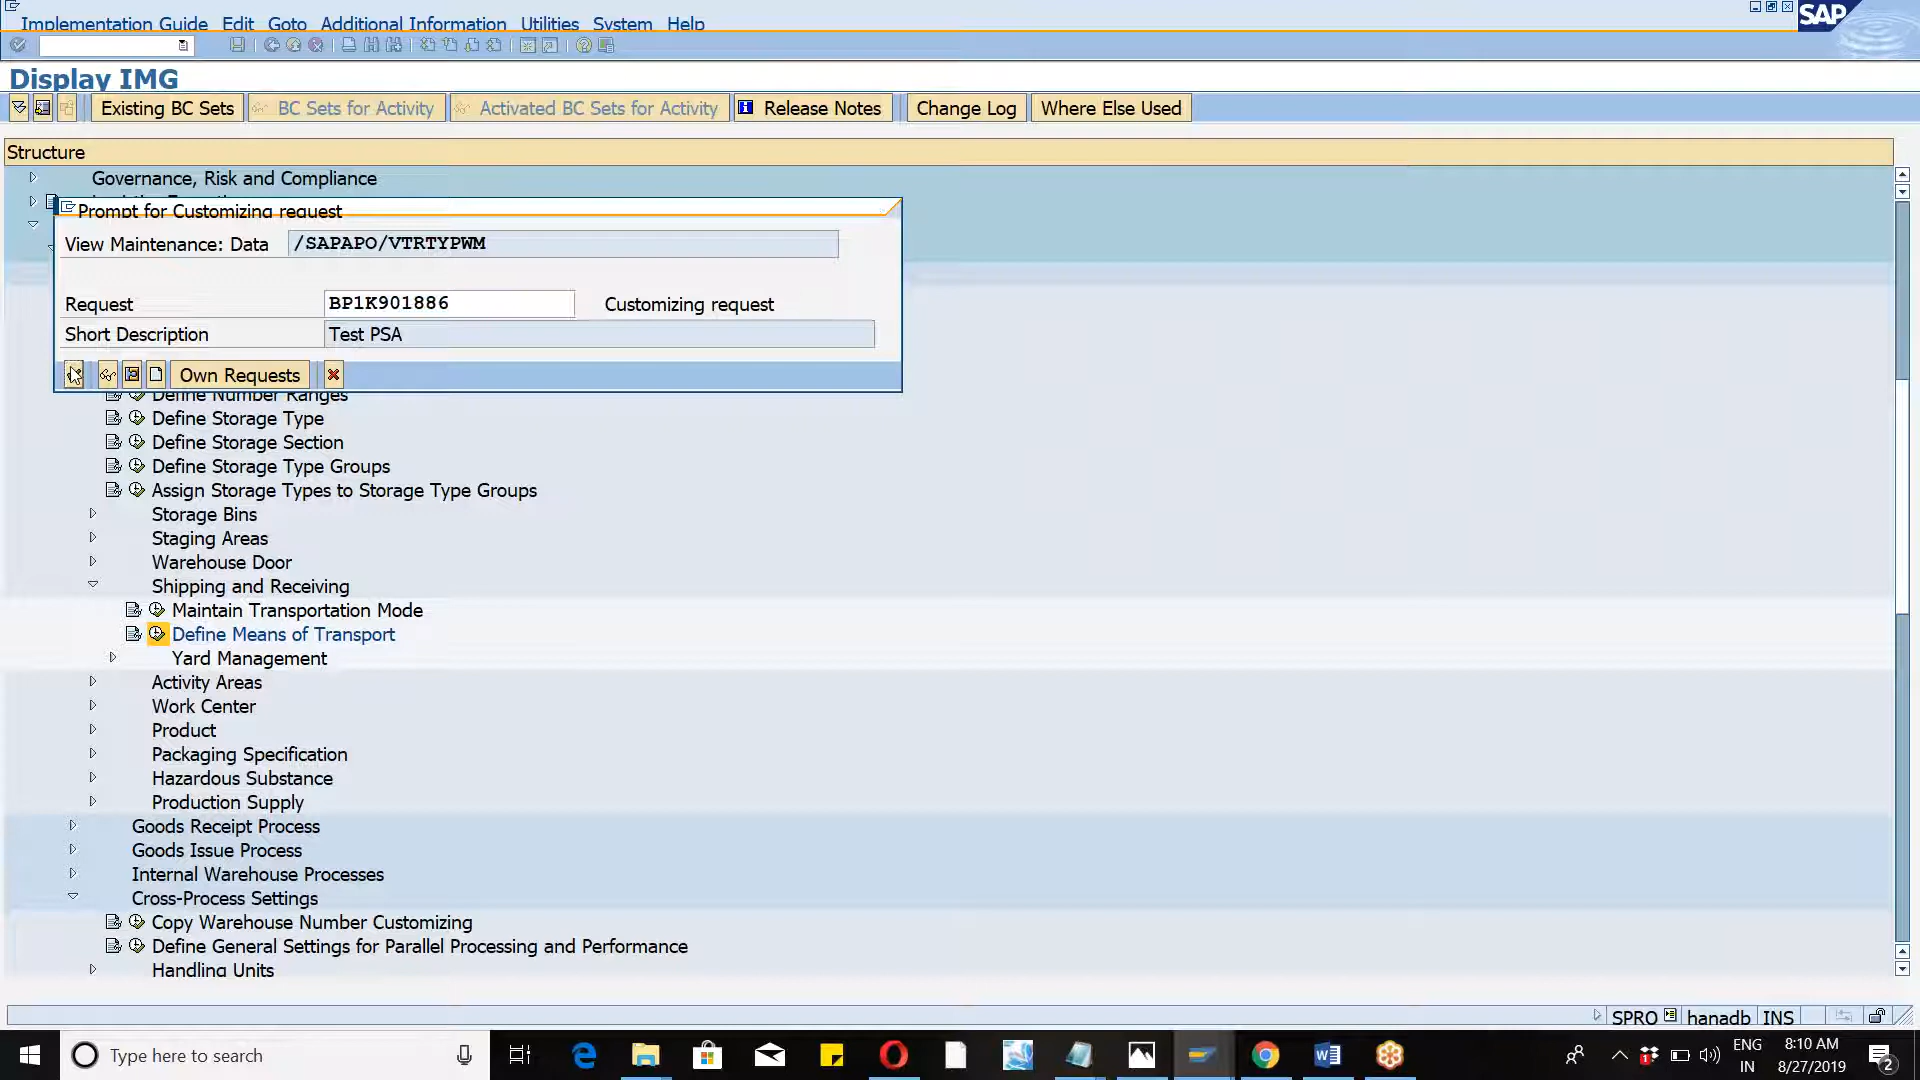 Implementation Guide Edit Goto Additional Information Utilities System Help
SAP
Display IMG
Existing BC Sets BC Sets for Activity Activated BC Sets for Activity Release Notes Change Log Where Else Used
Structure
Governance, Risk and Compliance
Prompt for Customizing request
View Maintenance: Data /SAPAPO/VTRTYPWM
Request BP1K901886 Customizing request
Short Description Test PSA
Own Requests
Define Number Ranges
Define Storage Type
Define Storage Section
Define Storage Type Groups
Assign Storage Types to Storage Type Groups
Storage Bins
Staging Areas
Warehouse Door
Shipping and Receiving
Maintain Transportation Mode
Define Means of Transport
Yard Management
Activity Areas
Work Center
Product
Packaging Specification
Hazardous Substance
Production Supply
Goods Receipt Process
Goods Issue Process
Internal Warehouse Processes
Cross-Process Settings
Copy Warehouse Number Customizing
Define General Settings for Parallel Processing and Performance
Handling Units
SPRO hanadb INS
Type here to search
ENG 8:10 AM
IN 8/27/2019 2